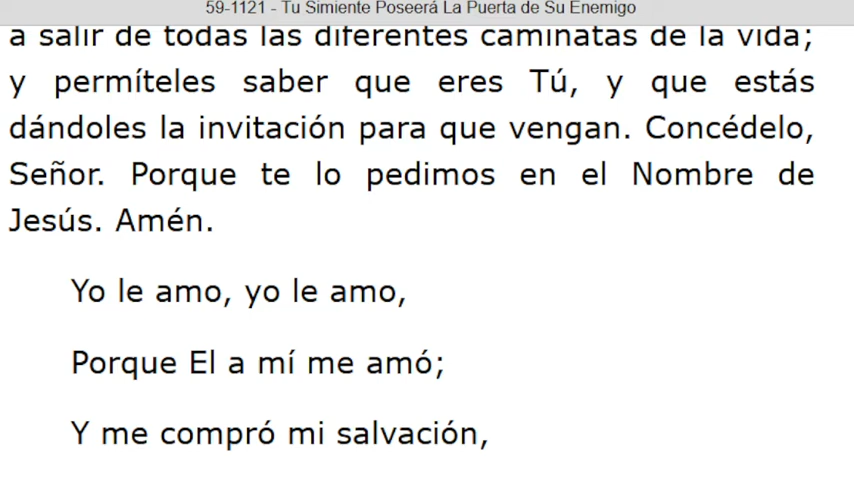 59-1121 - Tu Simiente Poseerá La Puerta de Su Enemigo
a salir de todas las diferentes caminatas de la vida;
y permíteles saber que eres Tú, y que estás
dándoles la invitación para que vengan. Concédelo,
Señor. Porque te lo pedimos en el Nombre de
Jesús. Amén.
Yo le amo, yo le amo,
Porque El a mí me amó;
Y me compró mi salvación,